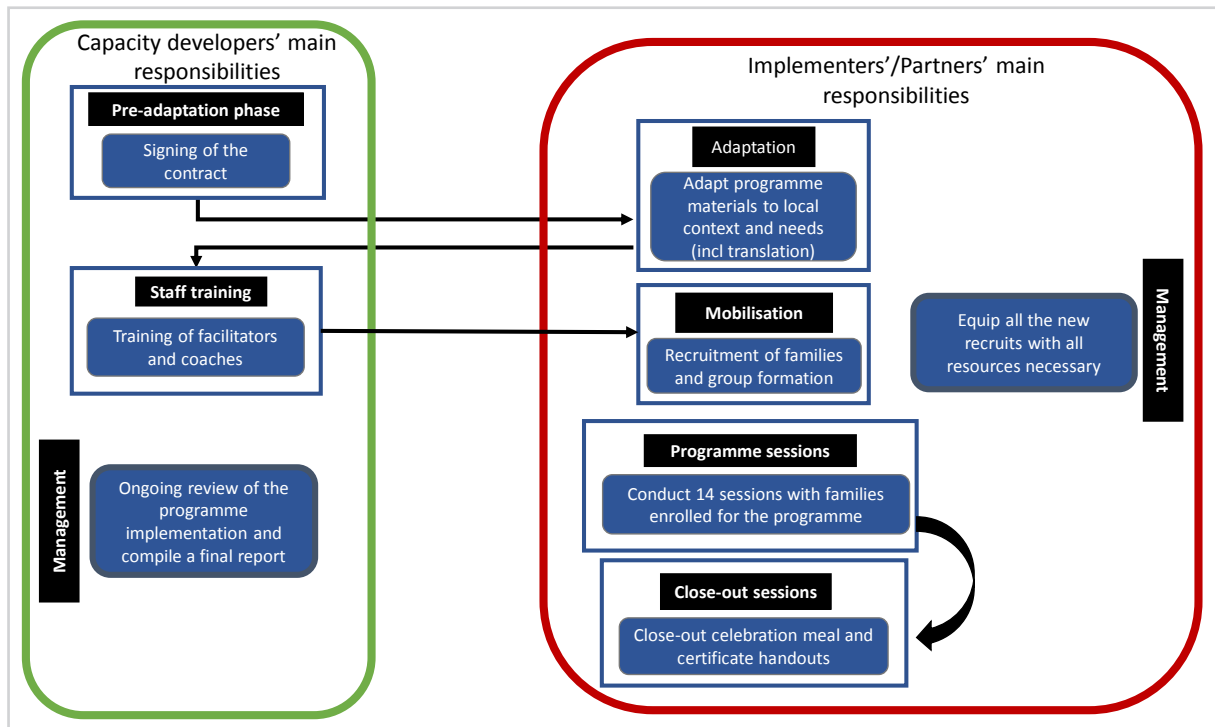 Capacity developers’ main
responsibilities
Pre-adaptation phase
Signing of the
contract
Staff training
Training of facilitators
and coaches
Management
Ongoing review of the
programme
implementation and
compile a final report
Implementers’/Partners’ main
responsibilities
Adaptation
Adapt programme
materials to local
context and needs
(incl translation)
Mobilisation
Recruitment of families
and group formation
Equip all the new
recruits with all
resources necessary
Management
Programme sessions
Conduct 14 sessions with families
enrolled for the programme
Close-out sessions
Close-out celebration meal and
certificate handouts